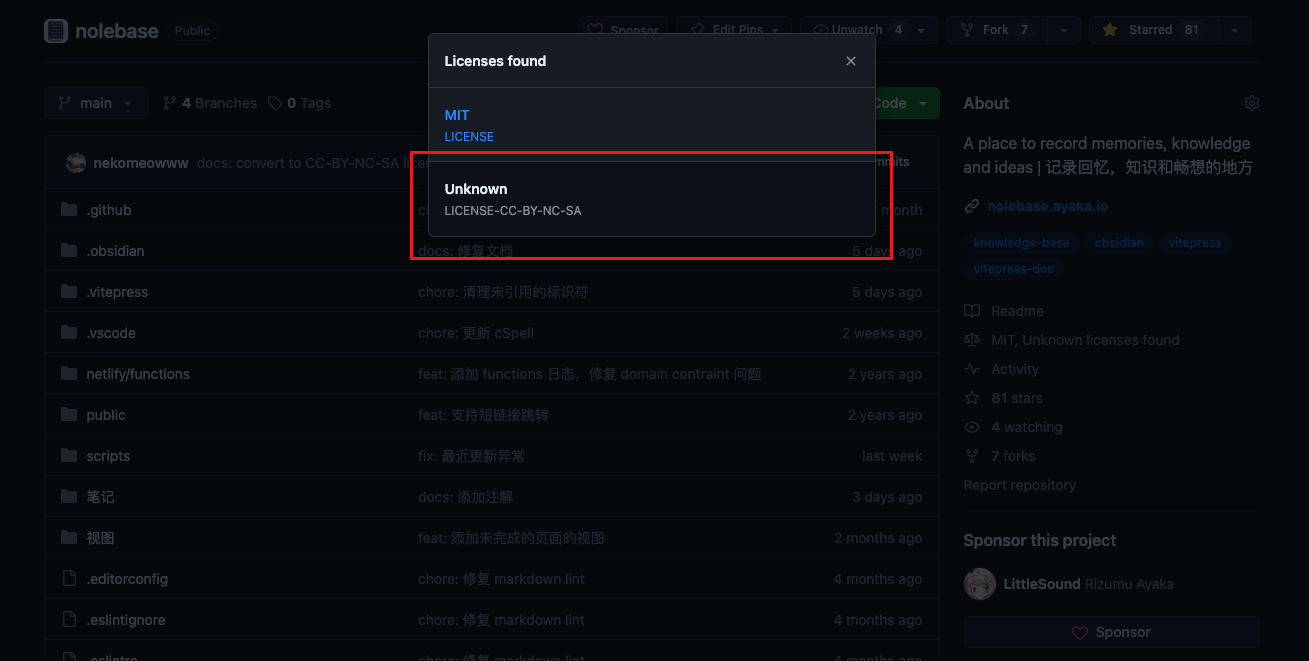 nolebase Public
Sponsor Edit Pins Unwatch 4 Fork 7 Starred 81
Licenses found
MIT
LICENSE
Unknown
LICENSE-CC-BY-NC-SA
main 4 Branches 0 Tags Code
nekomeowww docs: convert to CC-BY-NC-SA
.github month
.obsidian docs: 修复文档 5 days ago
.vitepress chore: 清理未引用的标识符 5 days ago
.vscode chore: 更新 cSpell 2 weeks ago
netlify/functions feat: 添加 functions 日志，修复 domain contraint 问题 2 years ago
public feat: 支持短链接跳转 2 years ago
scripts fix: 最近更新异常 last week
笔记 docs: 添加注解 3 days ago
视图 feat: 添加未完成的页面的视图 2 months ago
.editorconfig chore: 修复 markdown lint 4 months ago
.eslintignore chore: 修复 markdown lint 4 months ago
chore: 修复 markdown lint 4 months ago
About
A place to record memories, knowledge
and ideas | 记录回忆，知识和畅想的地方
nolebase.ayaka.io
knowledge-base obsidian vitepress
vitepress-doc
Readme
MIT, Unknown licenses found
Activity
81 stars
4 watching
7 forks
Report repository
Sponsor this project
LittleSound Rizumu Ayaka
Sponsor